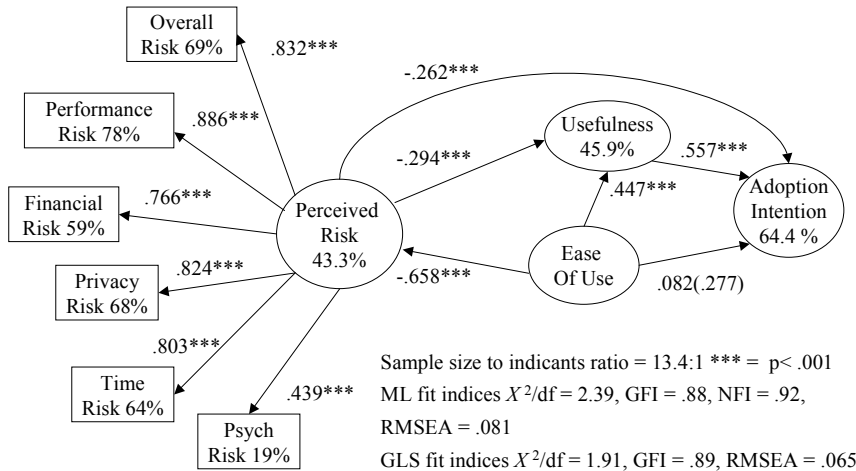 Overall
Risk 69%
.832***
-.262***
Performance
Risk 78%
.886***
Usefulness
45.9%
-.294***
.557***
Financial
Risk 59%
.766***
Perceived
Risk
43.3%
.447***
Adoption
Intention
64.4 %
Privacy
Risk 68%
.824***
-.658***
Ease
Of Use
.082(.277)
.803***
Time
Risk 64%
.439***
Psych
Risk 19%
Sample size to indicants ratio = 13.4:1 *** = p< .001
ML fit indices X²/df = 2.39, GFI = .88, NFI = .92,
RMSEA = .081
GLS fit indices X²/df = 1.91, GFI = .89, RMSEA = .065